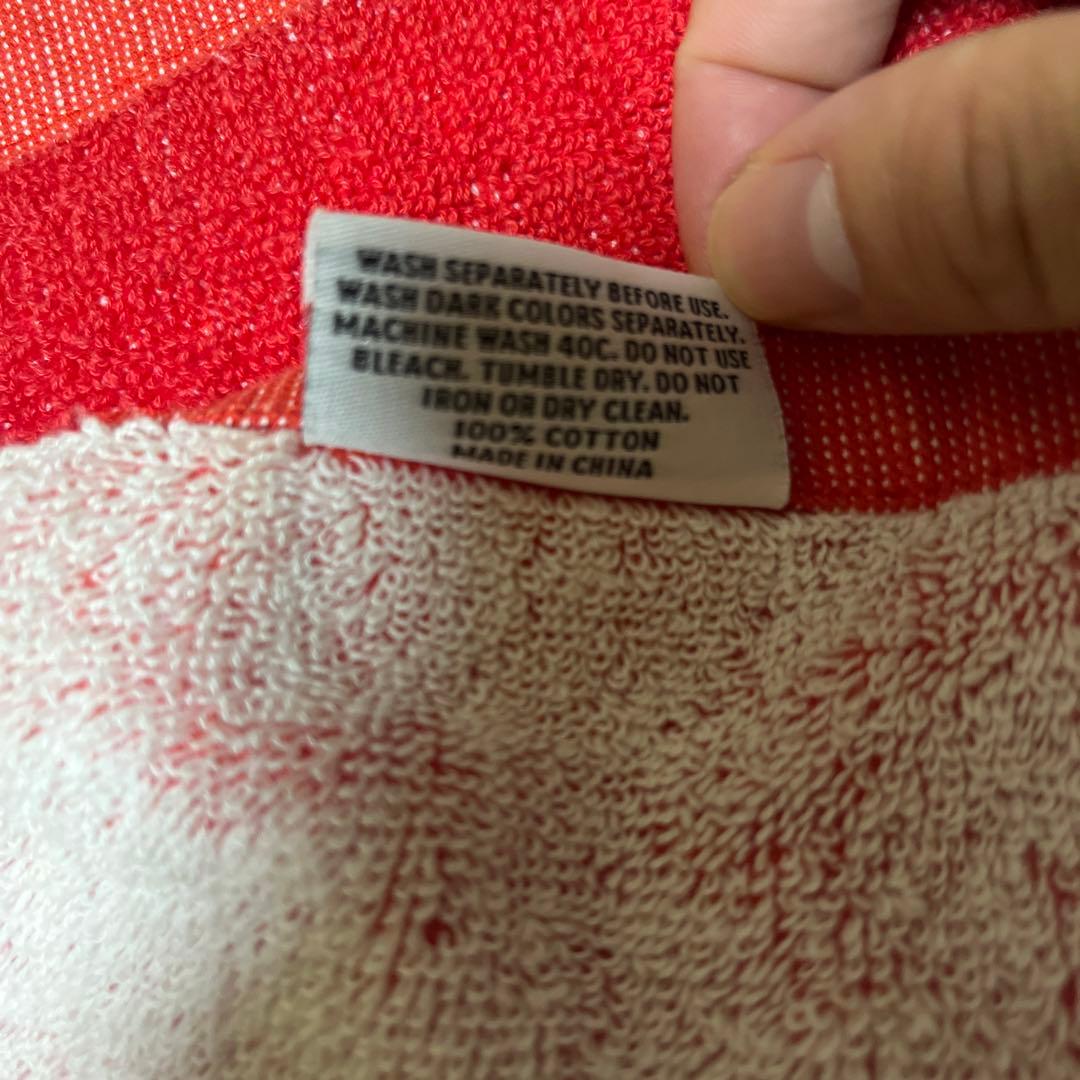 WASH SEPARATELY BEFORE USE.
WASH DARK COLORS SEPARATELY.
MACHINE WASH 40C. DO NOT USE
BLEACH. TUMBLE DRY. DO NOT
IRON OR DRY CLEAN.
100% COTTON
MADE IN CHINA